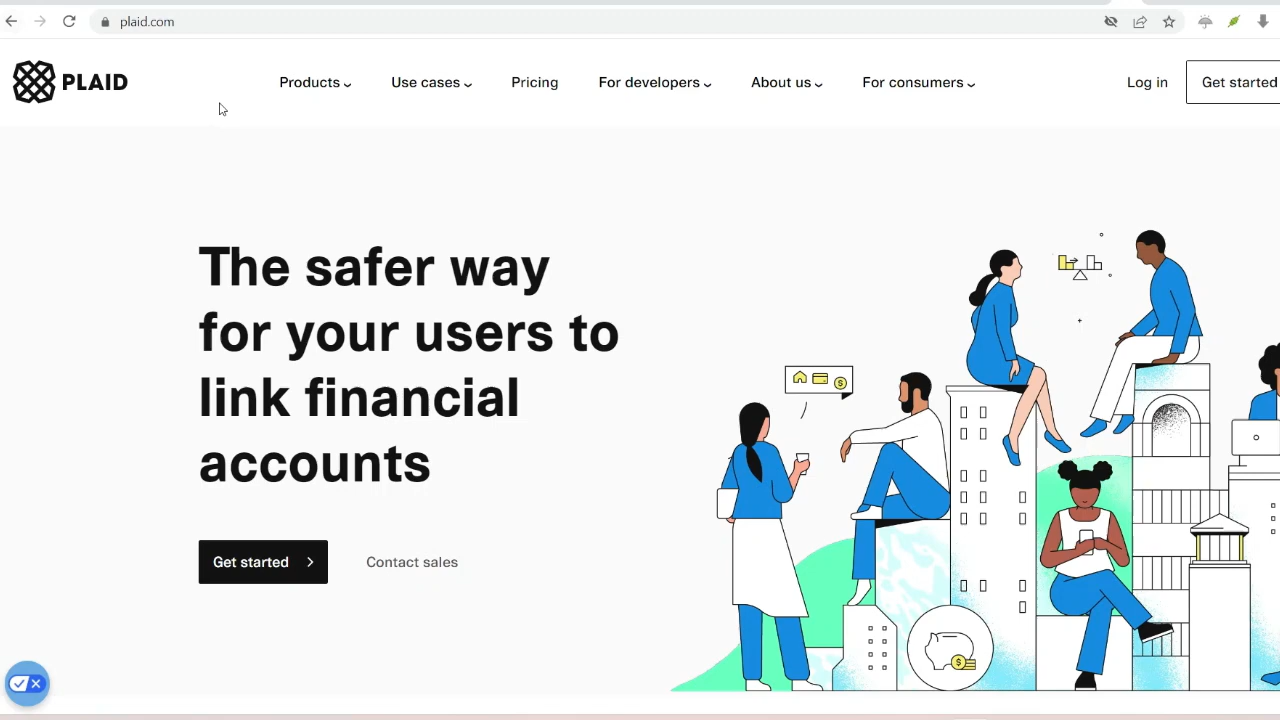 plaid.com
PLAID
Products
Use cases
Pricing
For developers
About us
For consumers
Log in
Get started
The safer way
for your users to
link financial
accounts
Get started
Contact sales
$
$